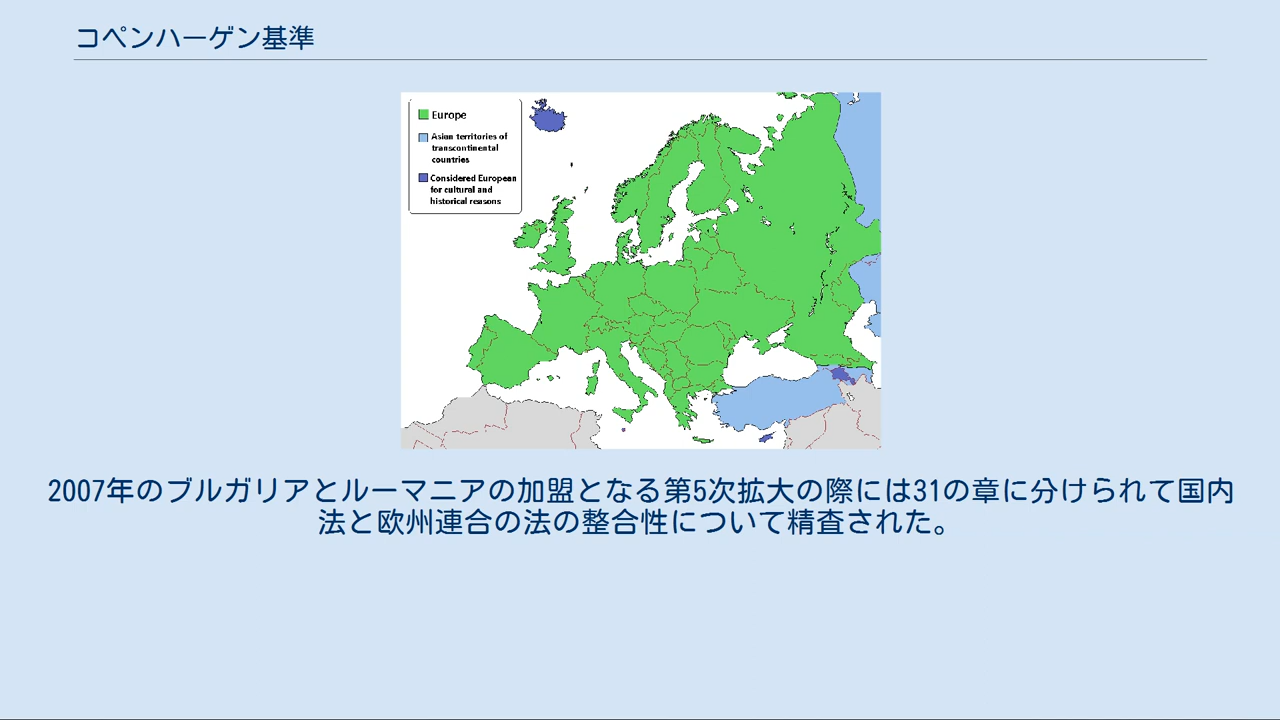 コペンハーゲン基準
Europe
Asian territories of
transcontinental
countries
Considered European
for cultural and
historical reasons
2007年のブルガリアとルーマニアの加盟となる第5次拡大の際には31の章に分けられて国内
法と欧州連合の法の整合性について精査された。